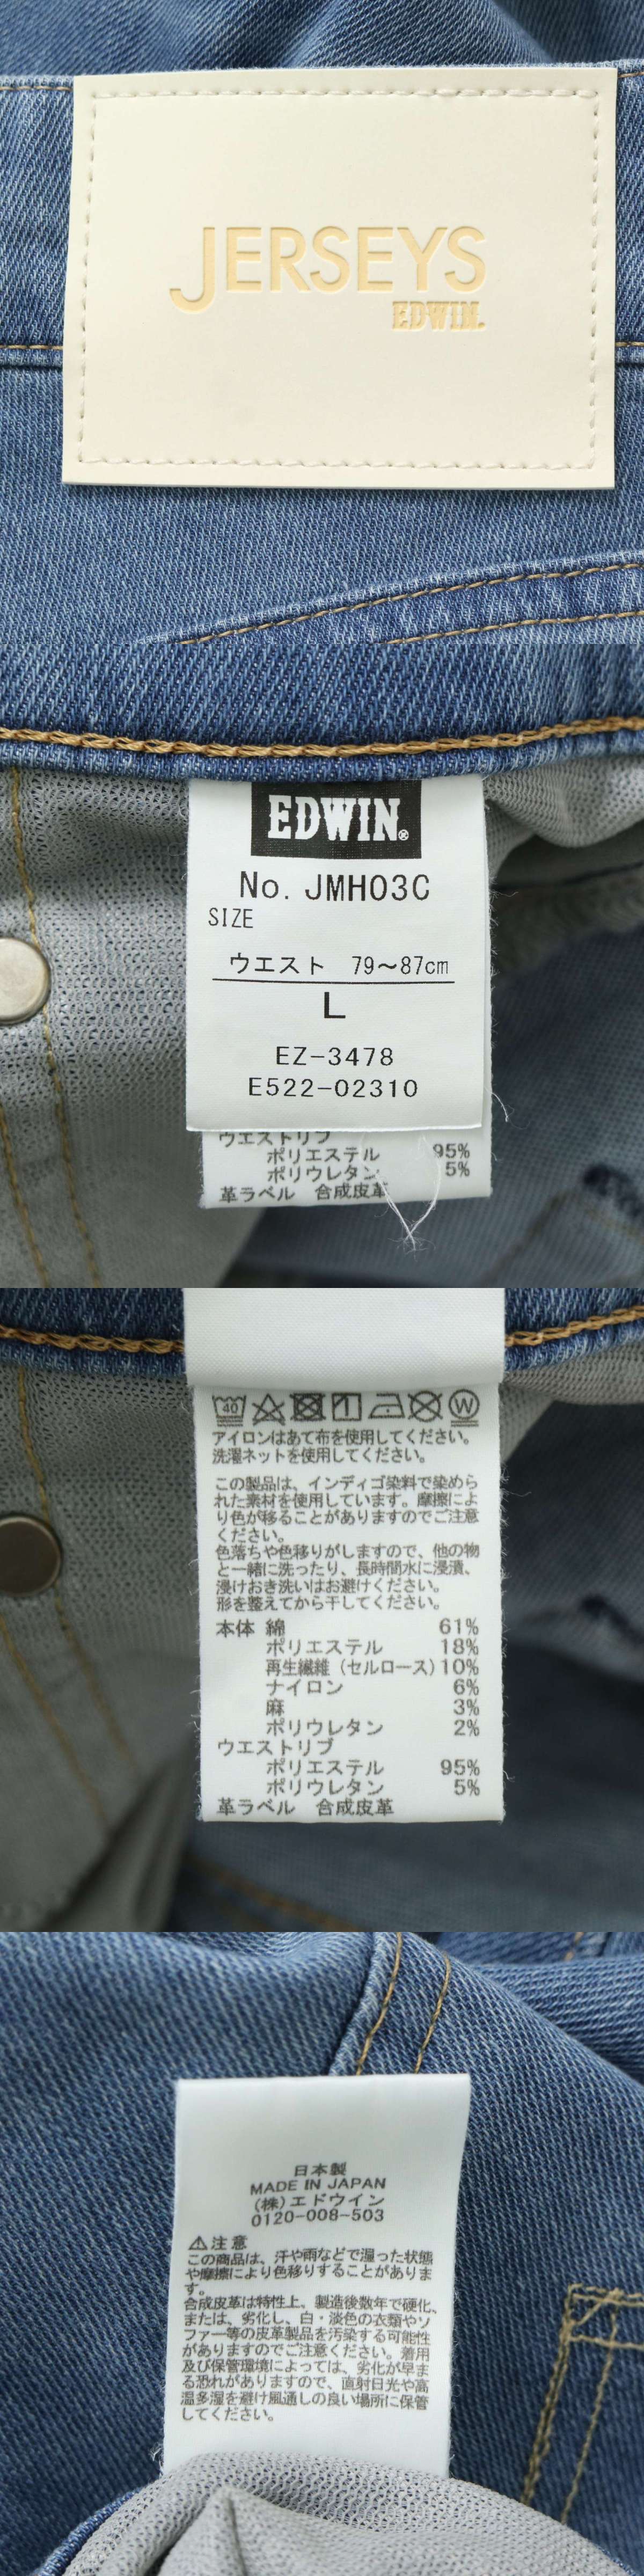 JERSEYS
EDWIN.
EDWIN®
No. JMH03C
SIZE
ウエスト 79～87cm
L
EZ-3478
E522-02310
ウエストリブ
ポリエステル 95%
ポリウレタン 5%
革ラベル 合成皮革
40 W
アイロンはあて布を使用してください。
洗濯ネットを使用してください。
この製品は、インディゴ染料で染めら
れた素材を使用しています。摩擦によ
り色が移ることがありますのでご注意
ください。
色落ちや色移りがしますので、他の物
と一緒に洗ったり、長時間水に浸漬、
浸けおき洗いはお避けください。
形を整えてから干してください。
本体 綿 61%
ポリエステル 18%
再生繊維（セルロース）10%
ナイロン 6%
麻 3%
ポリウレタン 2%
ウエストリブ
ポリエステル 95%
ポリウレタン 5%
革ラベル 合成皮革
日本製
MADE IN JAPAN
(株)エドウイン
0120-008-503
⚠注意
この商品は、汗や雨などで湿った状態
や摩擦により色移りすることがありま
す。
合成皮革は特性上、製造後数年で硬化、
または、劣化し、白・淡色の衣類やソ
ファー等の皮革製品を汚染する可能性
がありますのでご注意ください。着用
及び保管環境によっては、劣化が早ま
る恐れがありますので、直射日光や高
温多湿を避け風通しの良い場所に保管
してください。